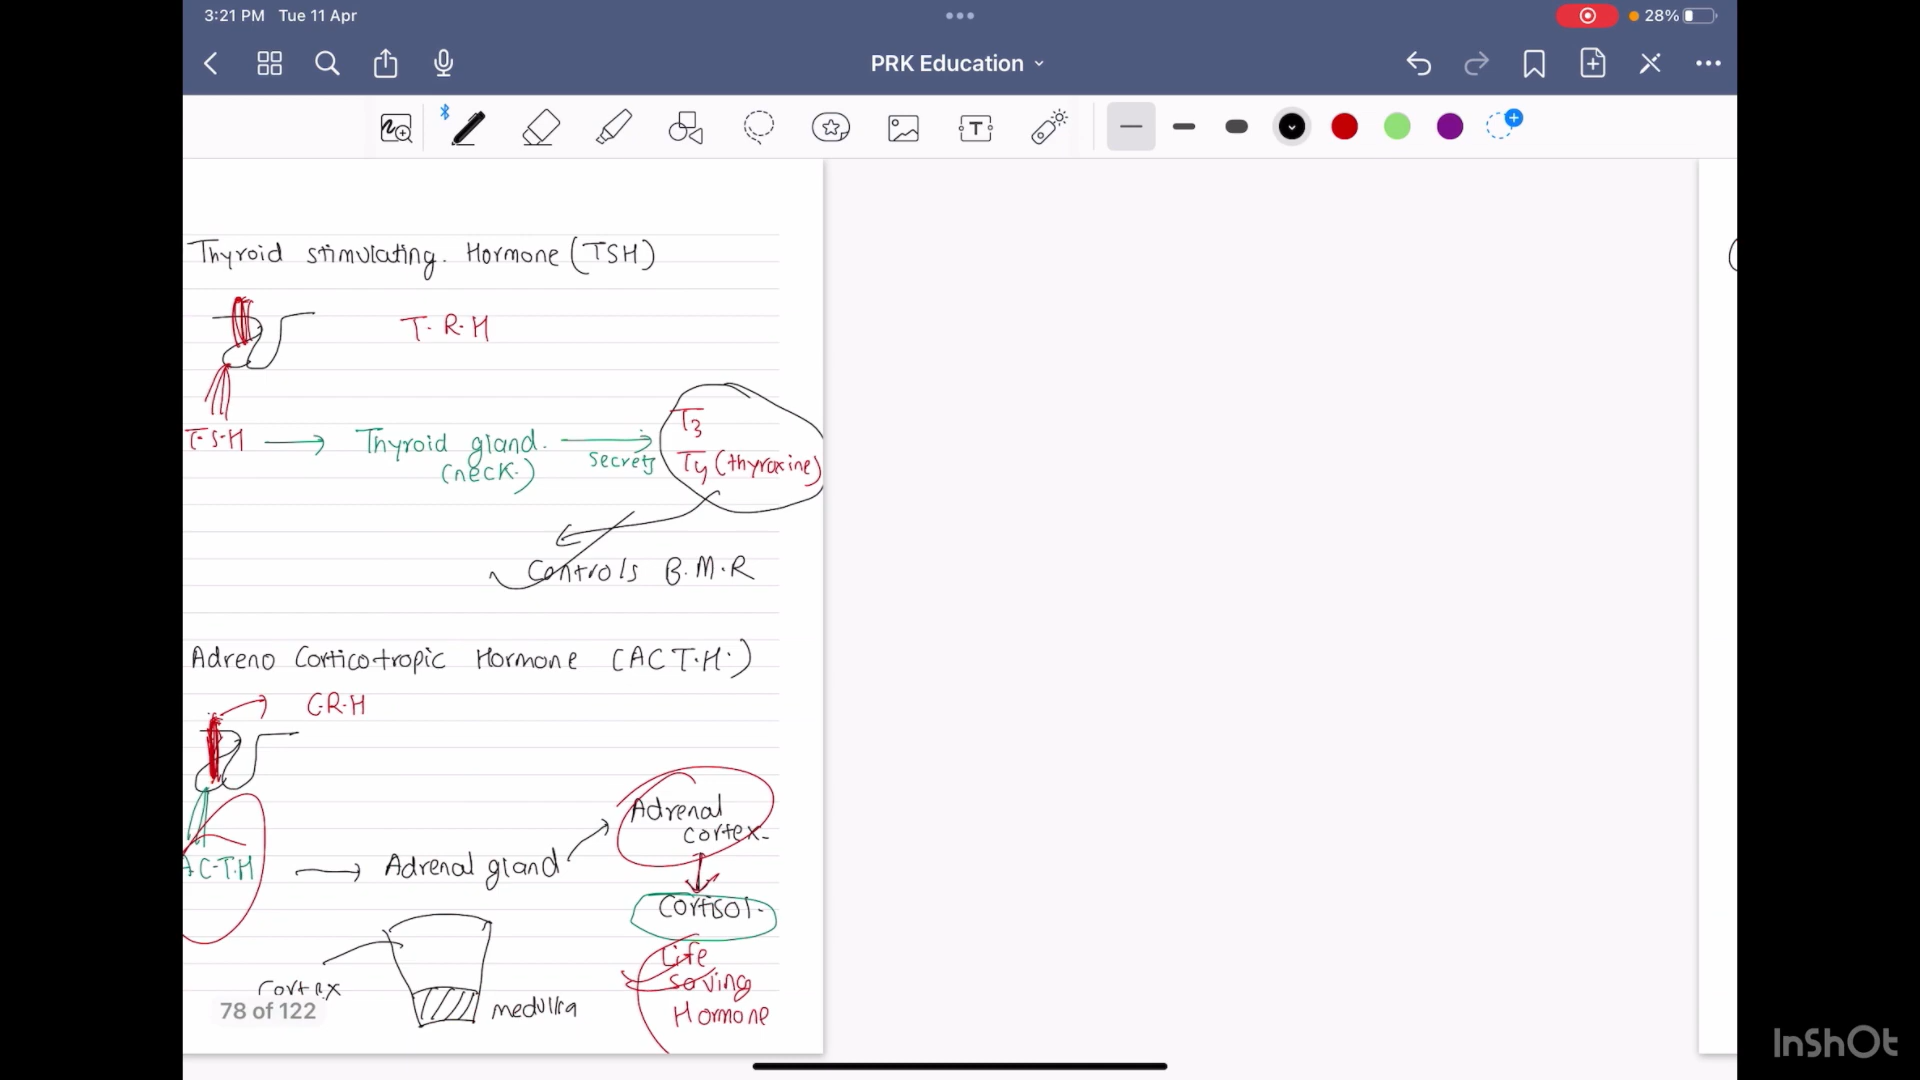 3:21 PM Tue 11 Apr
28%
PRK Education
T
Thyroid stimulating. Hormone (TSH)
T.R.H
T.S.H → Thyroid gland. → T3
(neck.) secrets T4 (thyroxine)
Controls B.M.R
Adreno Corticotropic Hormone (ACT.H.)
C.R.H
Adrenal
cortex.
AC.T.H → Adrenal gland
Cortisol.
Life
saving
Hormone
cortex
medulla
78 of 122
InShOt